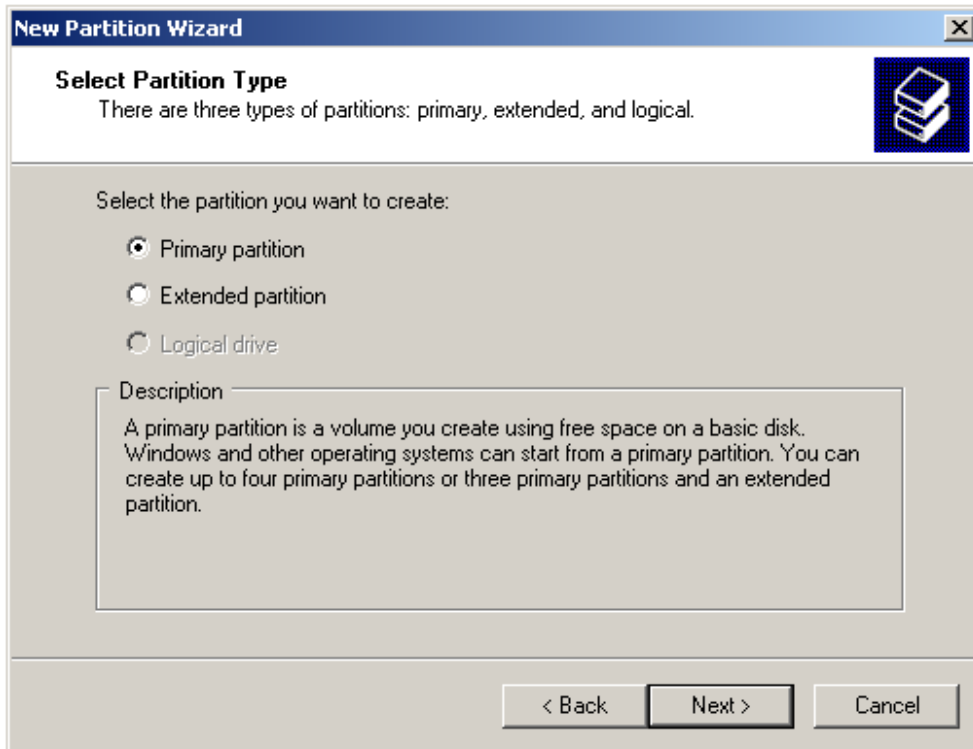 New Partition Wizard
Select Partition Type
There are three types of partitions: primary, extended, and logical.
Select the partition you want to create:
Primary partition
Extended partition
Logical drive
Description
A primary partition is a volume you create using free space on a basic disk.
Windows and other operating systems can start from a primary partition. You can
create up to four primary partitions or three primary partitions and an extended
partition.
< Back Next > Cancel